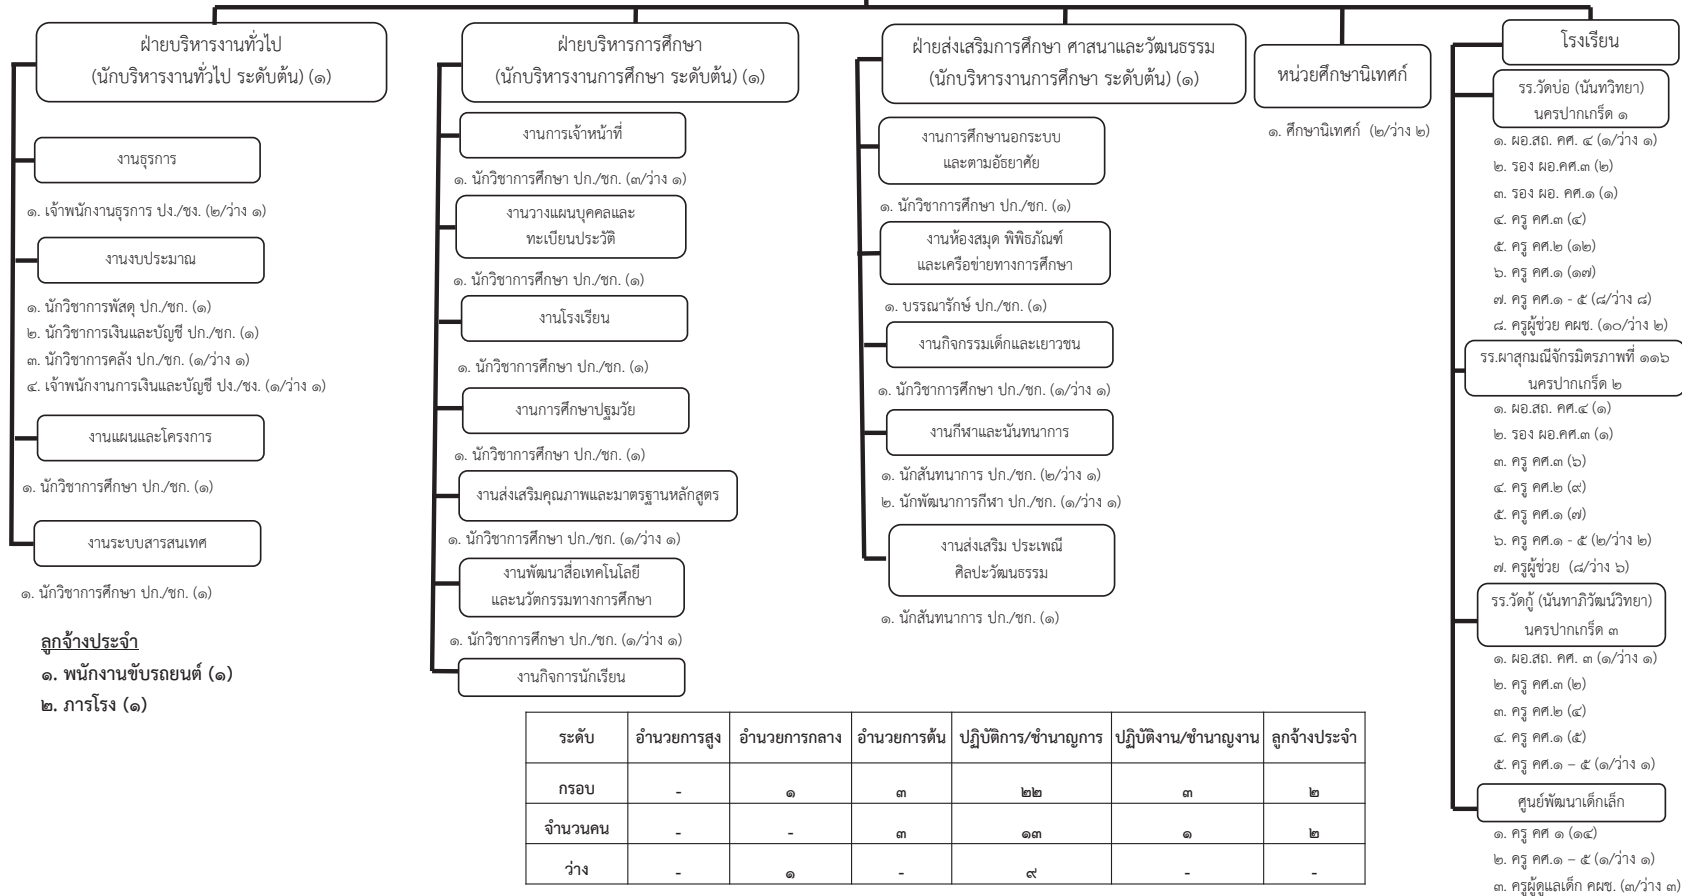 ฝ่ายบริหารงานทั่วไป
(นักบริหารงานทั่วไป ระดับต้น) (๑)
งานธุรการ
๑. เจ้าพนักงานธุรการ ปง./ชง. (๒/ว่าง ๑)
งานงบประมาณ
๑. นักวิชาการพัสดุ ปก./ชก. (๑)
๒. นักวิชาการเงินและบัญชี ปก./ชก. (๑)
๓. นักวิชาการคลัง ปก./ชก. (๑/ว่าง ๑)
๔. เจ้าพนักงานการเงินและบัญชี ปง./ชง. (๑/ว่าง ๑)
งานแผนและโครงการ
๑. นักวิชาการศึกษา ปก./ชก. (๑)
งานระบบสารสนเทศ
๑. นักวิชาการศึกษา ปก./ชก. (๑)
ลูกจ้างประจำ
๑. พนักงานขับรถยนต์ (๑)
๒. ภารโรง (๑)
ฝ่ายบริหารการศึกษา
(นักบริหารงานการศึกษา ระดับต้น) (๑)
งานการเจ้าหน้าที่
๑. นักวิชาการศึกษา ปก./ชก. (๓/ว่าง ๑)
งานวางแผนบุคคลและ
ทะเบียนประวัติ
๑. นักวิชาการศึกษา ปก./ชก. (๑)
งานโรงเรียน
๑. นักวิชาการศึกษา ปก./ชก. (๑)
งานการศึกษาปฐมวัย
๑. นักวิชาการศึกษา ปก./ชก. (๑)
งานส่งเสริมคุณภาพและมาตรฐานหลักสูตร
๑. นักวิชาการศึกษา ปก./ชก. (๑/ว่าง ๑)
งานพัฒนาสื่อเทคโนโลยี
และนวัตกรรมทางการศึกษา
๑. นักวิชาการศึกษา ปก./ชก. (๑/ว่าง ๑)
งานกิจการนักเรียน
ฝ่ายส่งเสริมการศึกษา ศาสนาและวัฒนธรรม
(นักบริหารงานการศึกษา ระดับต้น) (๑)
งานการศึกษานอกระบบ
และตามอัธยาศัย
๑. นักวิชาการศึกษา ปก./ชก. (๑)
งานห้องสมุด พิพิธภัณฑ์
และเครือข่ายทางการศึกษา
๑. บรรณารักษ์ ปก./ชก. (๑)
งานกิจกรรมเด็กและเยาวชน
๑. นักวิชาการศึกษา ปก./ชก. (๑/ว่าง ๑)
งานกีฬาและนันทนาการ
๑. นักสันทนาการ ปก./ชก. (๒/ว่าง ๑)
๒. นักพัฒนาการกีฬา ปก./ชก. (๑/ว่าง ๑)
งานส่งเสริม ประเพณี
ศิลปะวัฒนธรรม
๑. นักสันทนาการ ปก./ชก. (๑)
หน่วยศึกษานิเทศก์
๑. ศึกษานิเทศก์ (๒/ว่าง ๒)
โรงเรียน
รร.วัดบ่อ (นันทวิทยา)
นครปากเกร็ด ๑
๑. ผอ.สถ. คศ. ๔ (๑/ว่าง ๑)
๒. รอง ผอ.คศ.๓ (๒)
๓. รอง ผอ. คศ.๑ (๑)
๔. ครู คศ.๓ (๔)
๕. ครู คศ.๒ (๑๒)
๖. ครู คศ.๑ (๑๗)
๗. ครู คศ.๑ - ๕ (๘/ว่าง ๘)
๘. ครูผู้ช่วย คผช. (๑๐/ว่าง ๒)
รร.ผาสุกมณีจักรมิตรภาพที่ ๑๑๖
นครปากเกร็ด ๒
๑. ผอ.สถ. คศ.๔ (๑)
๒. รอง ผอ.คศ.๓ (๑)
๓. ครู คศ.๓ (๖)
๔. ครู คศ.๒ (๙)
๕. ครู คศ.๑ (๗)
๖. ครู คศ.๑ - ๕ (๒/ว่าง ๒)
๗. ครูผู้ช่วย (๘/ว่าง ๖)
รร.วัดกู้ (นันทาภิวัฒน์วิทยา)
นครปากเกร็ด ๓
๑. ผอ.สถ. คศ. ๓ (๑/ว่าง ๑)
๒. ครู คศ.๓ (๒)
๓. ครู คศ.๒ (๔)
๔. ครู คศ.๑ (๕)
๕. ครู คศ.๑ – ๕ (๑/ว่าง ๑)
ศูนย์พัฒนาเด็กเล็ก
๑. ครู คศ ๑ (๑๔)
๒. ครู คศ.๑ – ๕ (๑/ว่าง ๑)
๓. ครูผู้ดูแลเด็ก คผช. (๓/ว่าง ๓)
ระดับ อำนวยการสูง อำนวยการกลาง อำนวยการต้น ปฏิบัติการ/ชำนาญการ ปฏิบัติงาน/ชำนาญงาน ลูกจ้างประจำ
กรอบ - ๑ ๓ ๒๒ ๓ ๒
จำนวนคน - - ๓ ๑๓ ๑ ๒
ว่าง - ๑ - ๙ - -